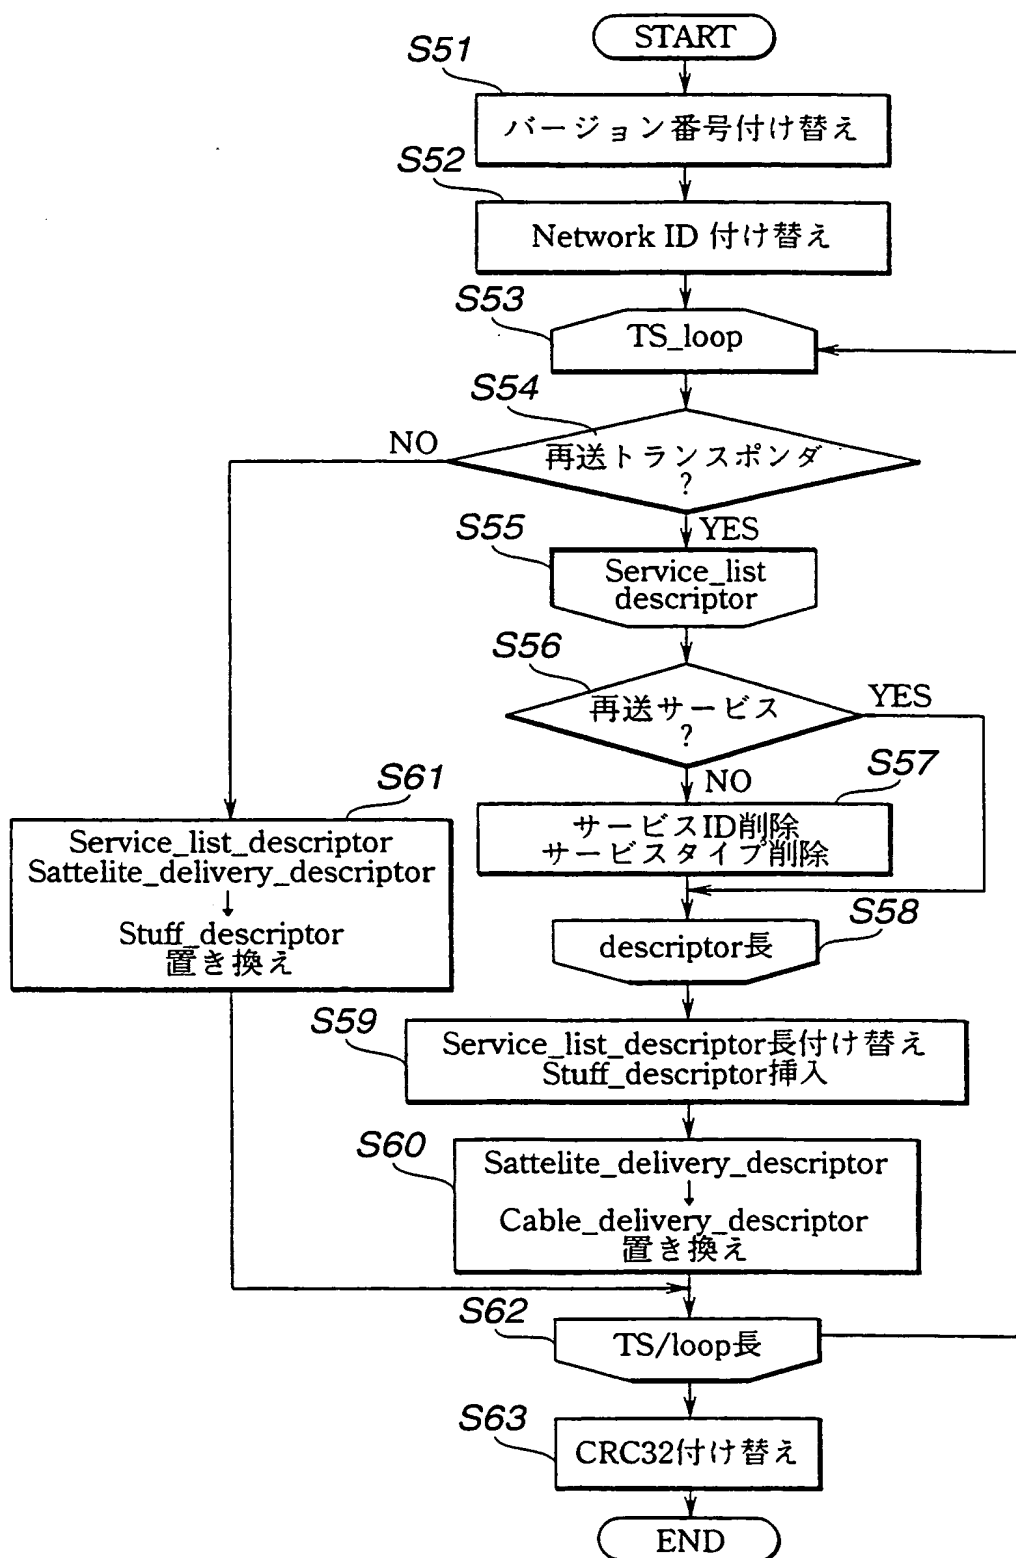 START
S51
バージョン番号付け替え
S52
Network ID 付け替え
S53
TS_loop
S54
再送トランスポンダ
?
NO
YES
S55
Service_list
descriptor
S56
再送サービス
?
YES
NO
S57
サービスID削除
サービスタイプ削除
S61
Service_list_descriptor
Sattelite_delivery_descriptor
↓
Stuff_descriptor
置き換え
S58
descriptor長
S59
Service_list_descriptor長付け替え
Stuff_descriptor挿入
S60
Sattelite_delivery_descriptor
↓
Cable_delivery_descriptor
置き換え
S62
TS/loop長
S63
CRC32付け替え
END